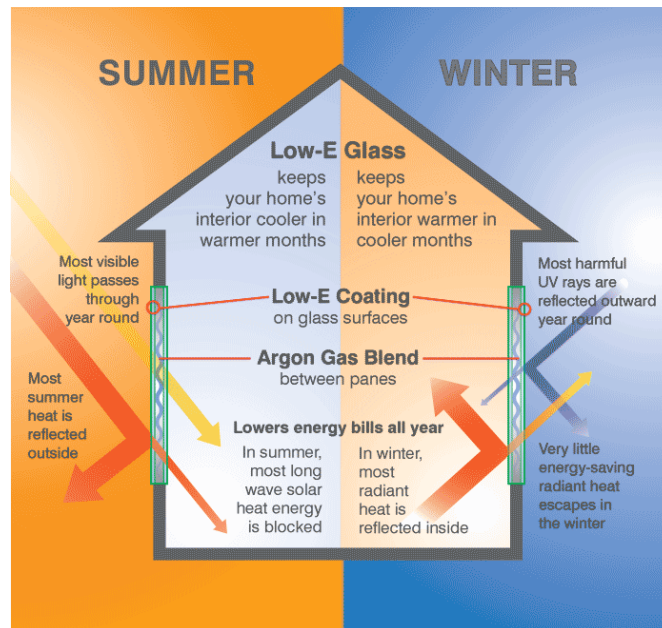 SUMMER
WINTER
Low-E Glass
keeps
your home's
interior cooler in
warmer months
keeps
your home's
interior warmer in
cooler months
Most visible
light passes
through
year round
Most harmful
UV rays are
reflected outward
year round
Low-E Coating
on glass surfaces
Argon Gas Blend
between panes
Most
summer
heat is
reflected
outside
Lowers energy bills all year
In summer,
most long
wave solar
heat energy
is blocked
In winter,
most
radiant
heat is
reflected inside
Very little
energy-saving
radiant heat
escapes in
the winter